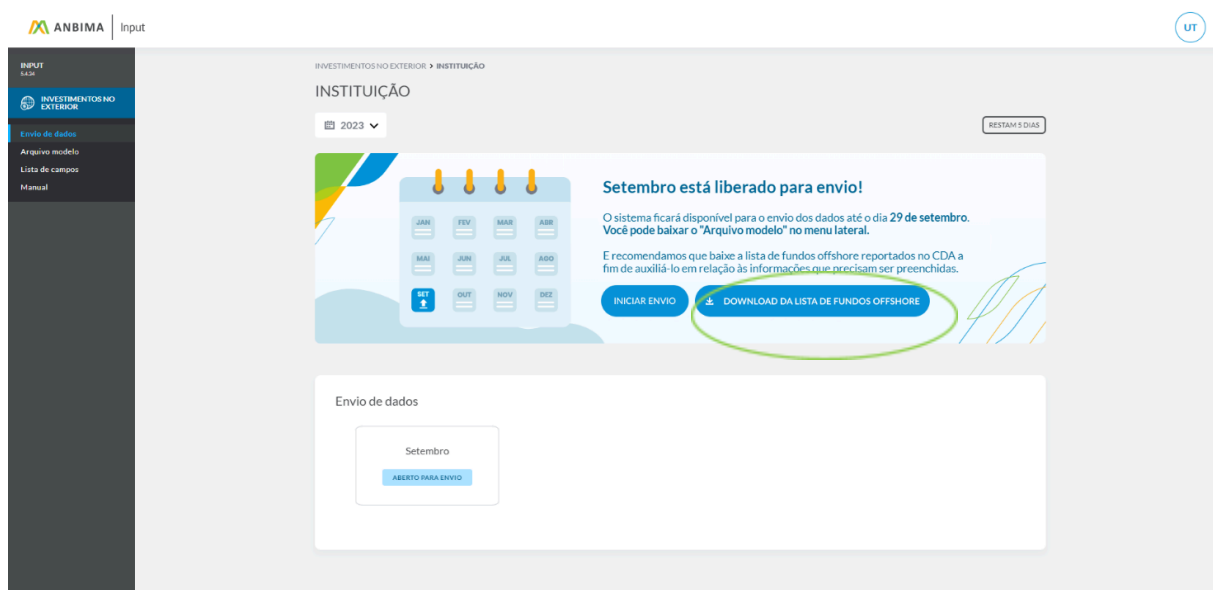 ANBIMA Input
UT
INPUT
5.4.34
INVESTIMENTOS NO
EXTERIOR
Envio de dados
Arquivo modelo
Lista de campos
Manual
INVESTIMENTOS NO EXTERIOR > INSTITUIÇÃO
INSTITUIÇÃO
2023
RESTAM 5 DIAS
JAN FEV MAR ABR
MAI JUN JUL AGO
SET OUT NOV DEZ
Setembro está liberado para envio!
O sistema ficará disponível para o envio dos dados até o dia 29 de setembro.
Você pode baixar o "Arquivo modelo" no menu lateral.
E recomendamos que baixe a lista de fundos offshore reportados no CDA a
fim de auxiliá-lo em relação às informações que precisam ser preenchidas.
INICIAR ENVIO
DOWNLOAD DA LISTA DE FUNDOS OFFSHORE
Envio de dados
Setembro
ABERTO PARA ENVIO